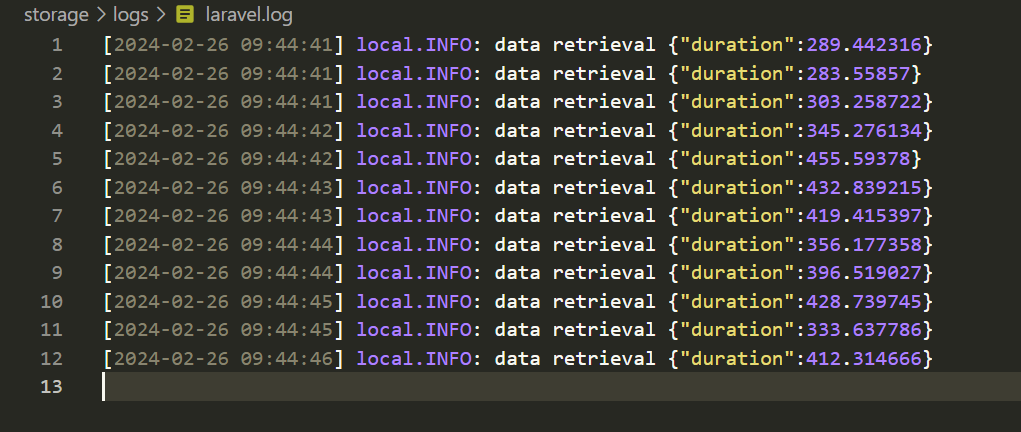 storage > logs > laravel.log
1 [2024-02-26 09:44:41] local.INFO: data retrieval {"duration":289.442316}
2 [2024-02-26 09:44:41] local.INFO: data retrieval {"duration":283.55857}
3 [2024-02-26 09:44:41] local.INFO: data retrieval {"duration":303.258722}
4 [2024-02-26 09:44:42] local.INFO: data retrieval {"duration":345.276134}
5 [2024-02-26 09:44:42] local.INFO: data retrieval {"duration":455.59378}
6 [2024-02-26 09:44:43] local.INFO: data retrieval {"duration":432.839215}
7 [2024-02-26 09:44:43] local.INFO: data retrieval {"duration":419.415397}
8 [2024-02-26 09:44:44] local.INFO: data retrieval {"duration":356.177358}
9 [2024-02-26 09:44:44] local.INFO: data retrieval {"duration":396.519027}
10 [2024-02-26 09:44:45] local.INFO: data retrieval {"duration":428.739745}
11 [2024-02-26 09:44:45] local.INFO: data retrieval {"duration":333.637786}
12 [2024-02-26 09:44:46] local.INFO: data retrieval {"duration":412.314666}
13